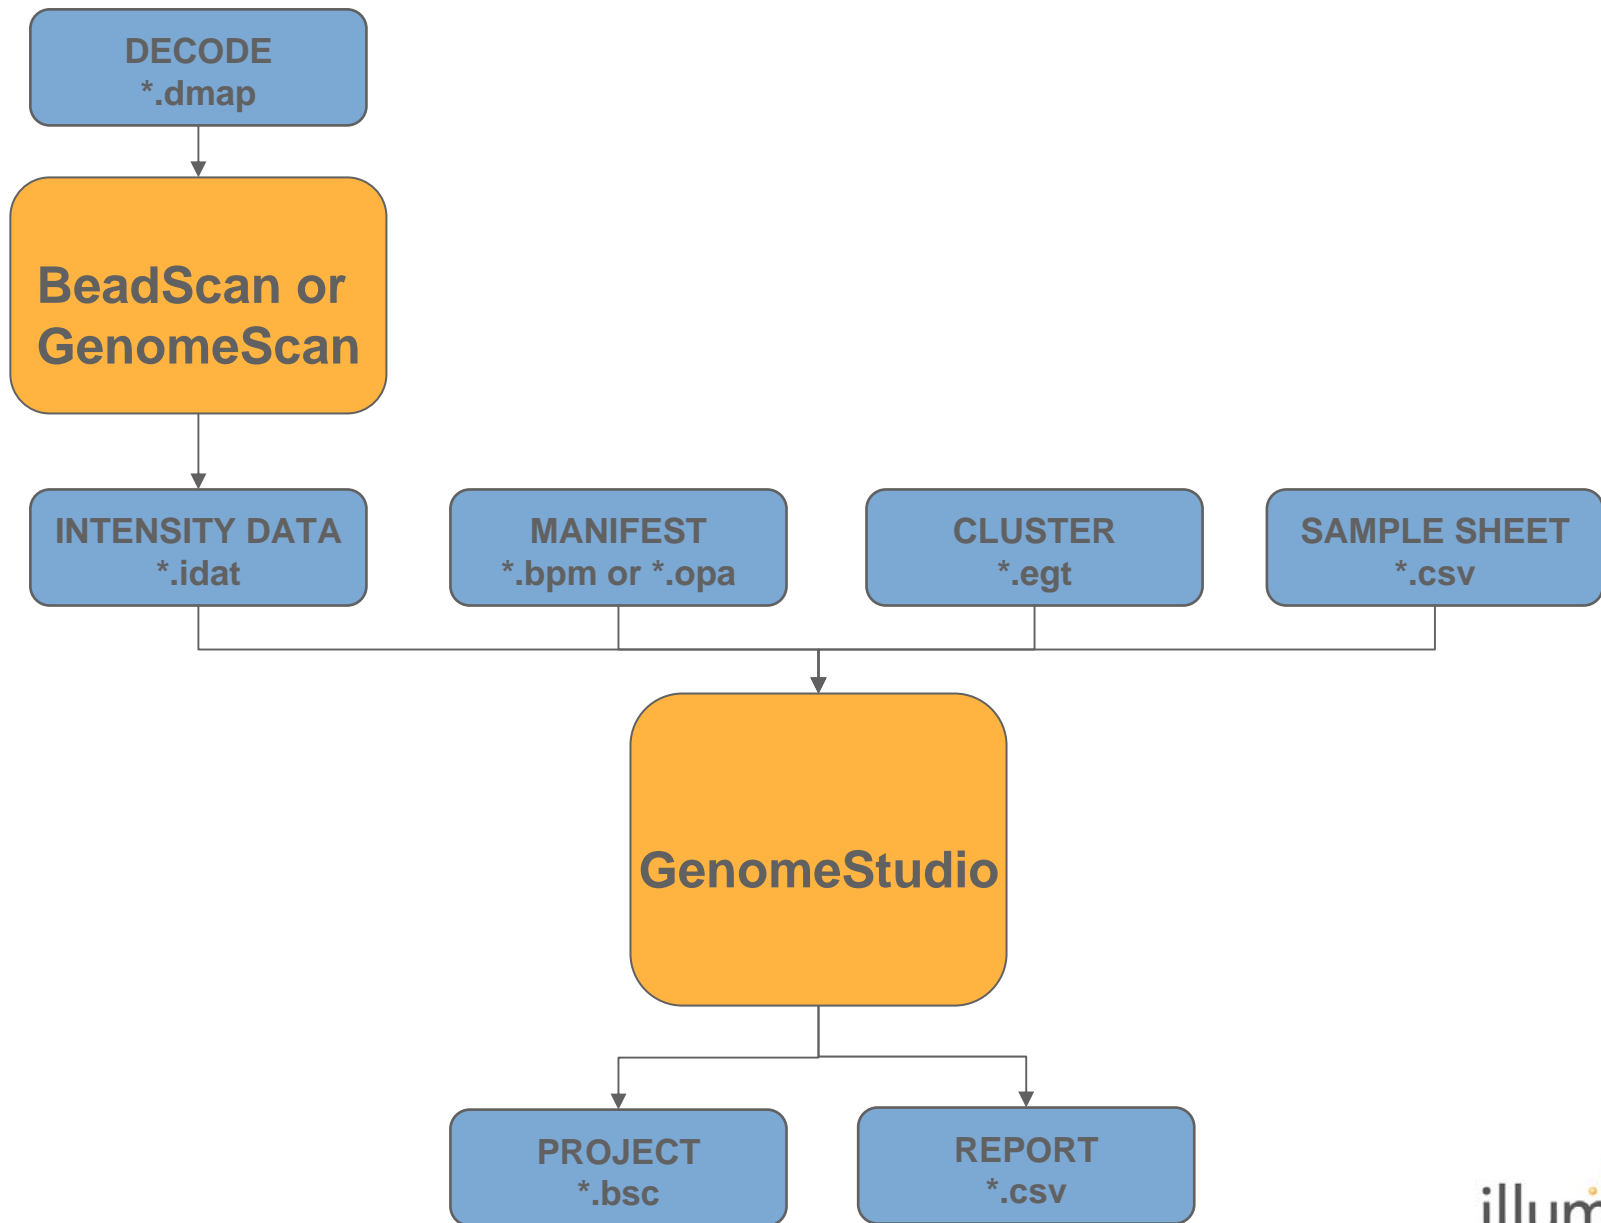 DECODE
*.dmap
BeadScan or
GenomeScan
INTENSITY DATA
*.idat
MANIFEST
*.bpm or *.opa
CLUSTER
*.egt
SAMPLE SHEET
*.csv
GenomeStudio
PROJECT
*.bsc
REPORT
*.csv
illum